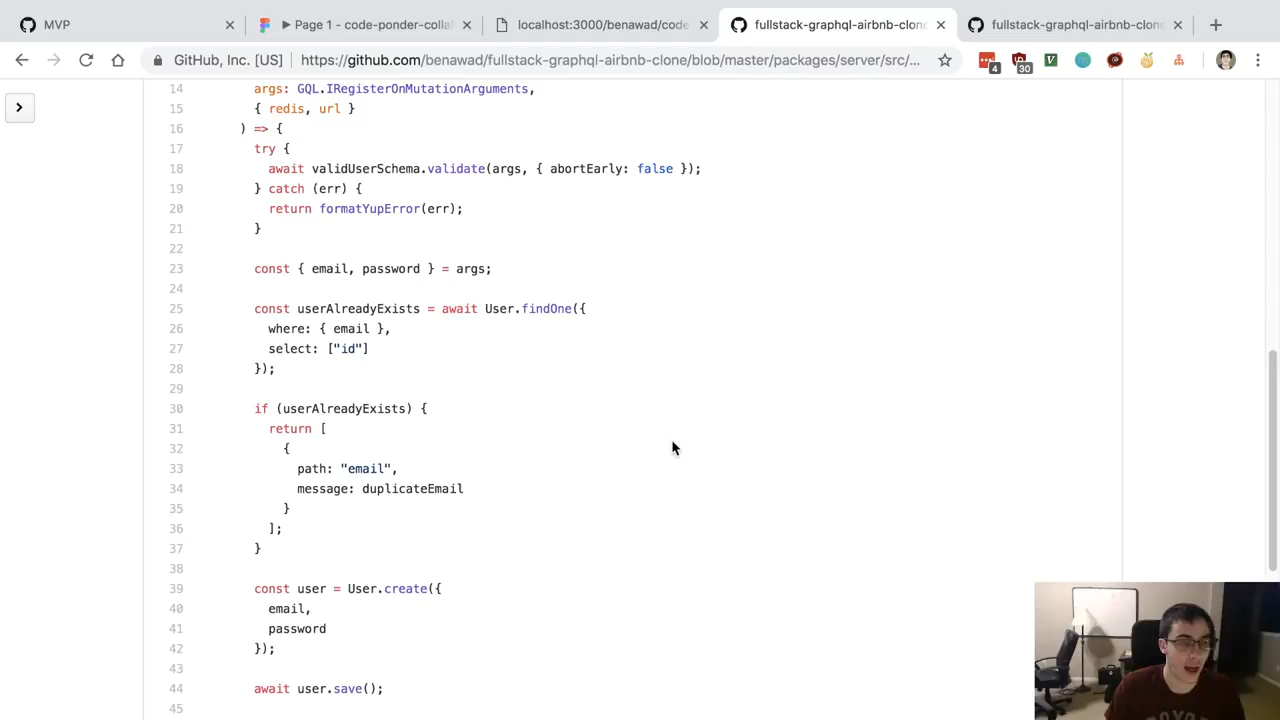 MVP
Page 1 - code-ponder-colla
localhost:3000/benawad/code
fullstack-graphql-airbnb-clone
fullstack-graphql-airbnb-clone
GitHub, Inc. [US]
https://github.com/benawad/fullstack-graphql-airbnb-clone/blob/master/packages/server/src/...
4
30
14 args: GQL.IRegisterOnMutationArguments,
15 { redis, url }
16 ) => {
17 try {
18 await validUserSchema.validate(args, { abortEarly: false });
19 } catch (err) {
20 return formatYupError(err);
21 }
22
23 const { email, password } = args;
24
25 const userAlreadyExists = await User.findOne({
26 where: { email },
27 select: ["id"]
28 });
29
30 if (userAlreadyExists) {
31 return [
32 {
33 path: "email",
34 message: duplicateEmail
35 }
36 ];
37 }
38
39 const user = User.create({
40 email,
41 password
42 });
43
44 await user.save();
45